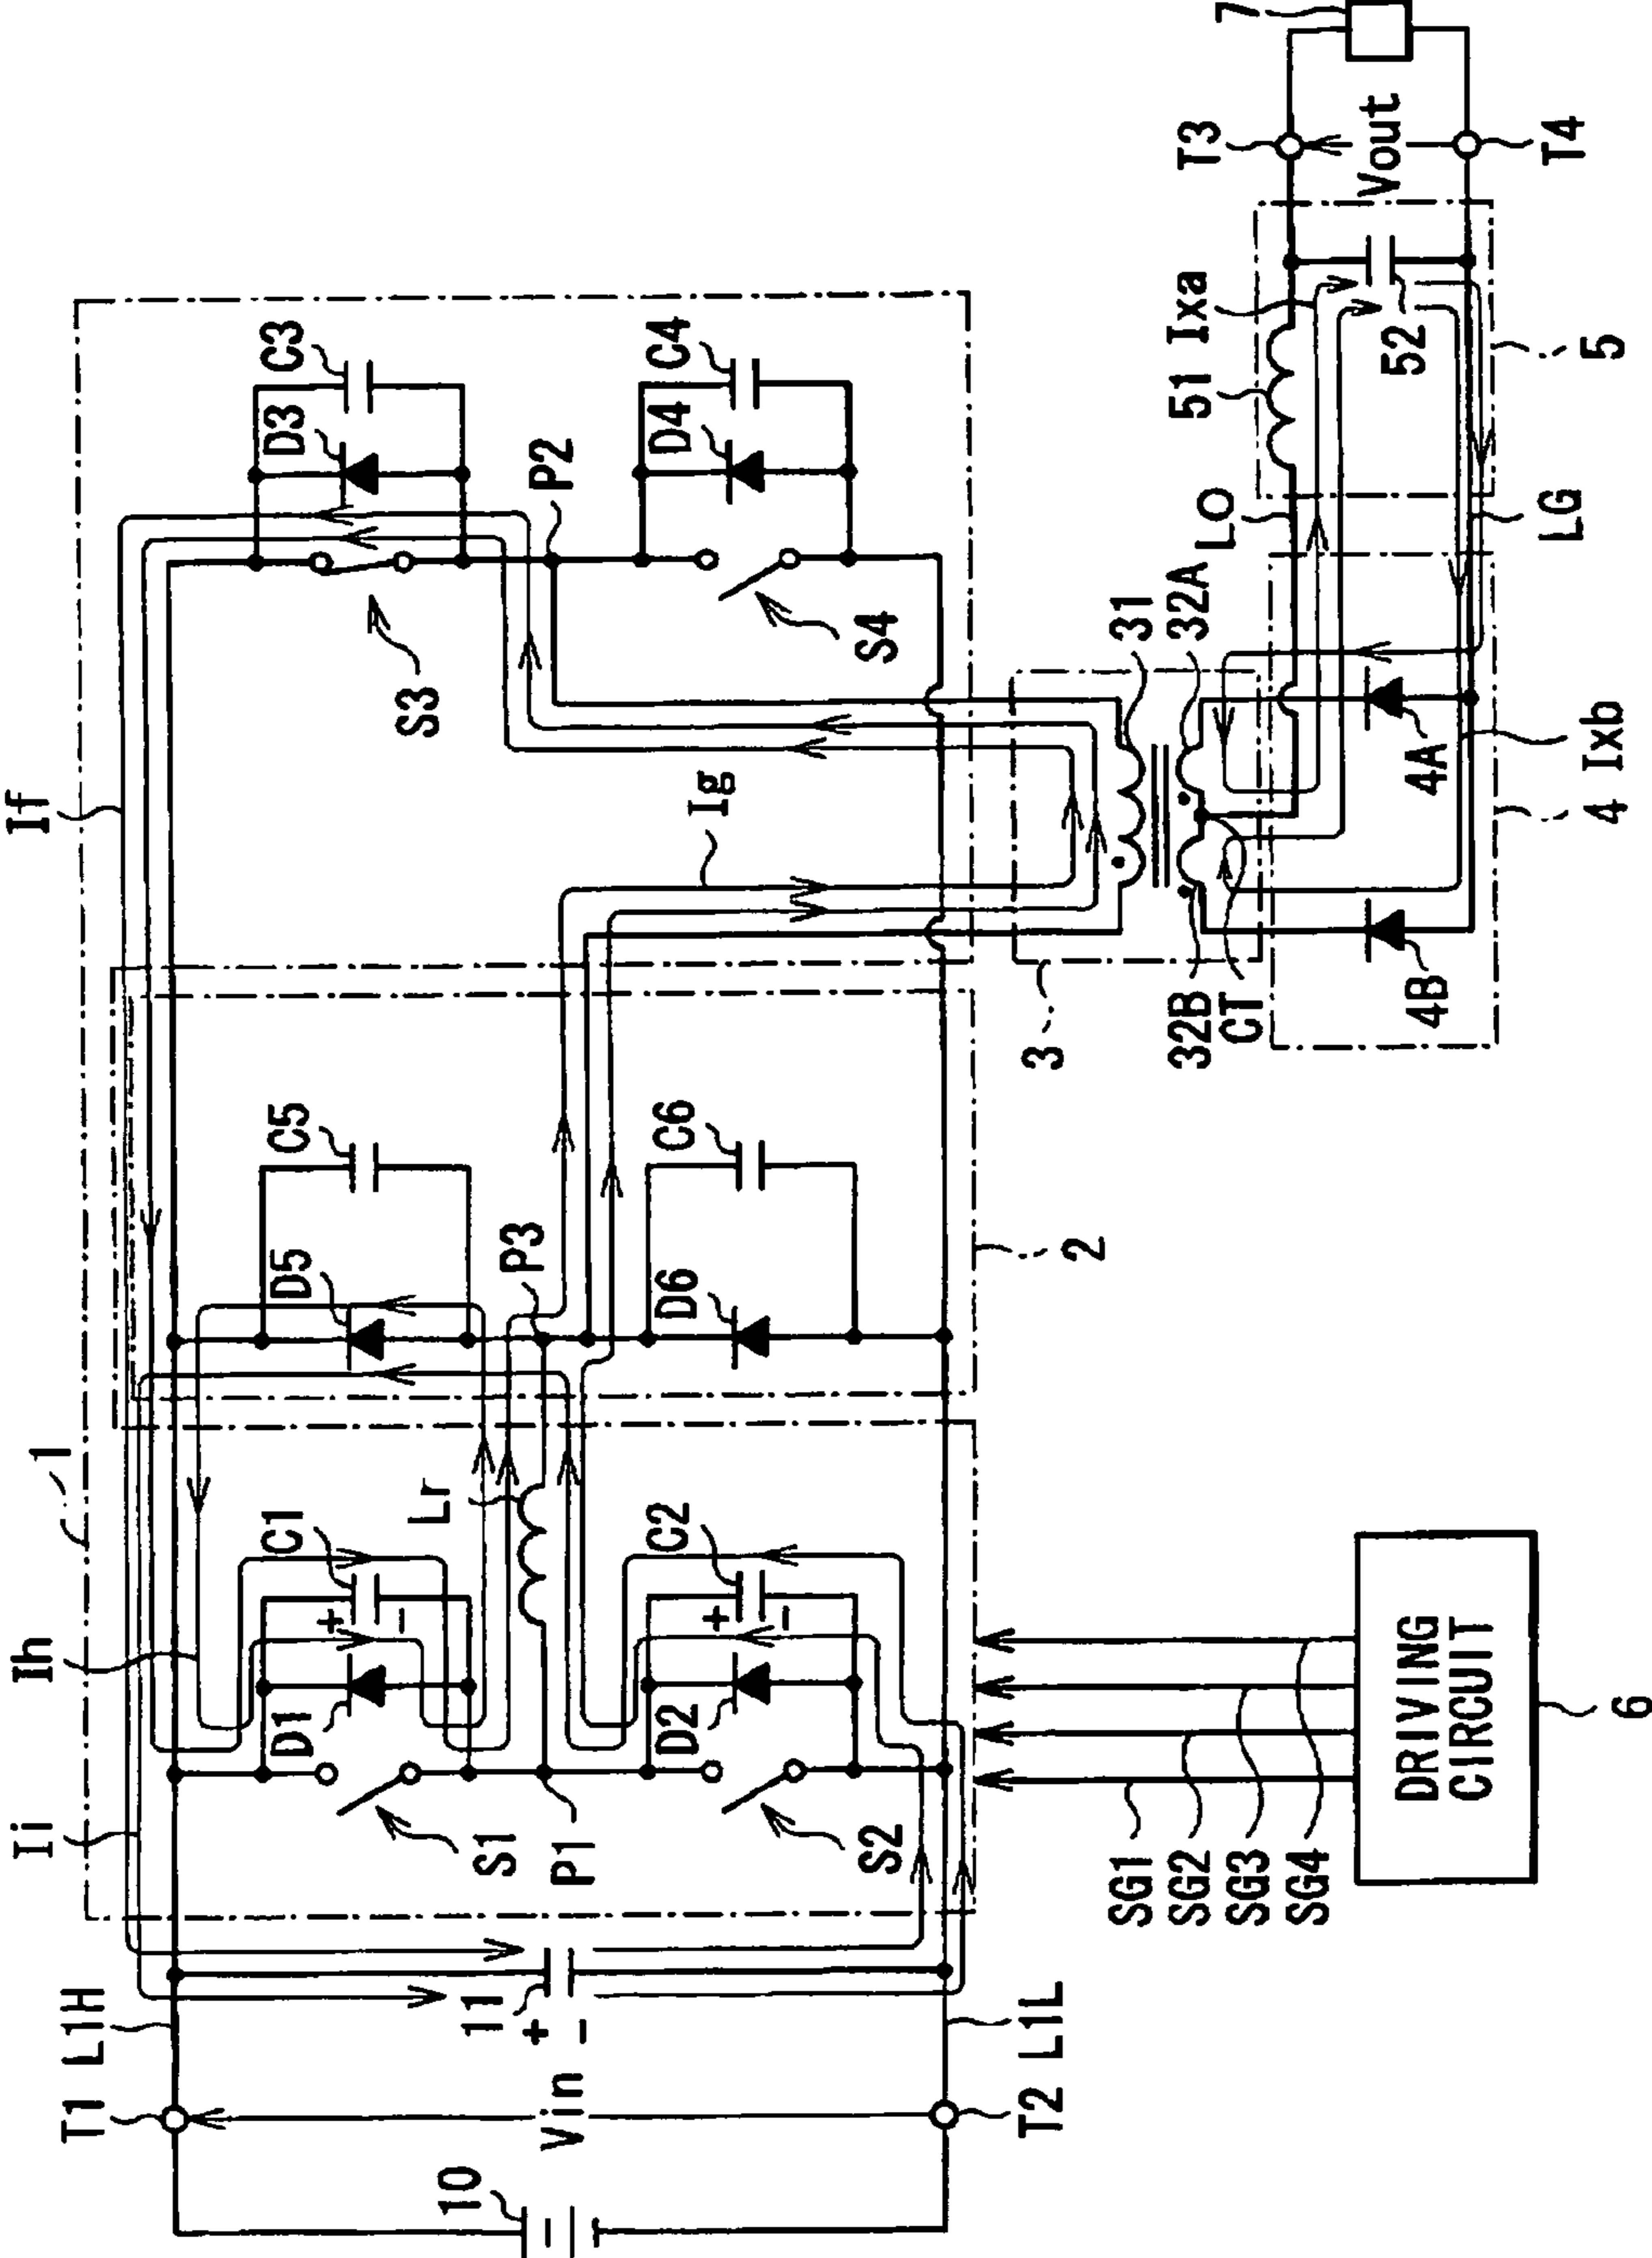 If
Ih
Ii
1
T1
L1H
C3
D3
C5
D5
C1
D1
S3
P2
C4
D4
S4
Ig
P3
Lr
S1
P1
C6
D6
C2
D2
S2
10
Vin
+
-
11
+
-
+
-
T2
L1L
2
3
31
32A
32B
CT
LO
51
Ixa
52
5
T3
Vout
T4
7
LG
4A
4B
4
Ixb
SG1
SG2
SG3
SG4
DRIVING
CIRCUIT
6